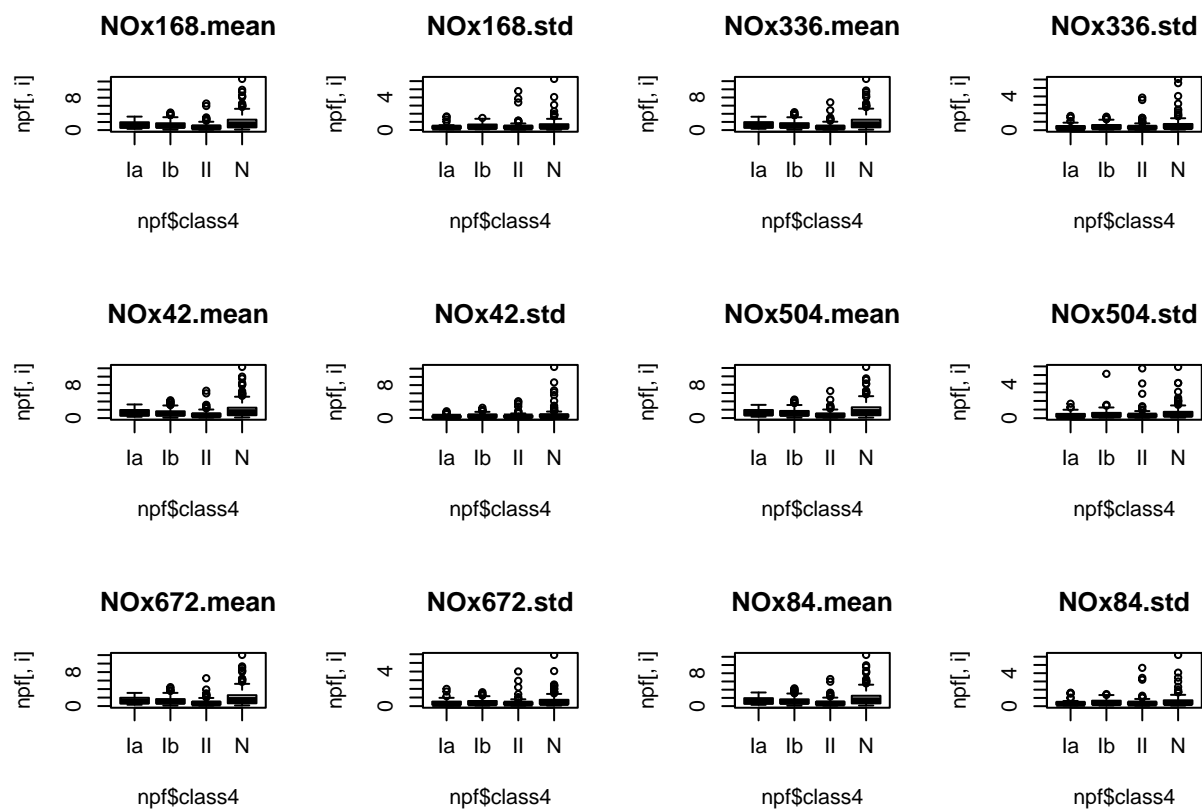 NOx168.mean
npf[, i]
8
0
Ia Ib II N
npf$class4
NOx168.std
npf[, i]
4
0
Ia Ib II N
npf$class4
NOx336.mean
npf[, i]
8
0
Ia Ib II N
npf$class4
NOx336.std
npf[, i]
4
0
Ia Ib II N
npf$class4
NOx42.mean
npf[, i]
8
0
Ia Ib II N
npf$class4
NOx42.std
npf[, i]
8
0
Ia Ib II N
npf$class4
NOx504.mean
npf[, i]
8
0
Ia Ib II N
npf$class4
NOx504.std
npf[, i]
4
0
Ia Ib II N
npf$class4
NOx672.mean
npf[, i]
8
0
Ia Ib II N
npf$class4
NOx672.std
npf[, i]
4
0
Ia Ib II N
npf$class4
NOx84.mean
npf[, i]
8
0
Ia Ib II N
npf$class4
NOx84.std
npf[, i]
4
0
Ia Ib II N
npf$class4